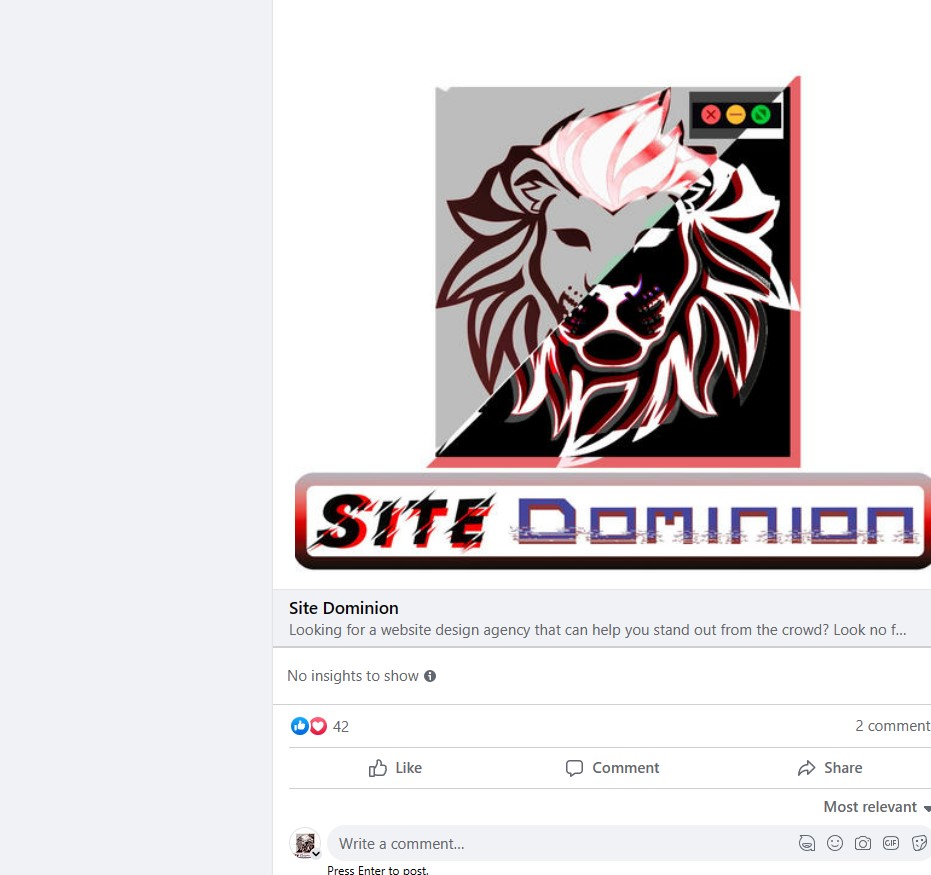 SITE DOMINION
Site Dominion
Looking for a website design agency that can help you stand out from the crowd? Look no f...
No insights to show
42
2 comment
Like
Comment
Share
Most relevant
Write a comment...
GIF
Press Enter to post.